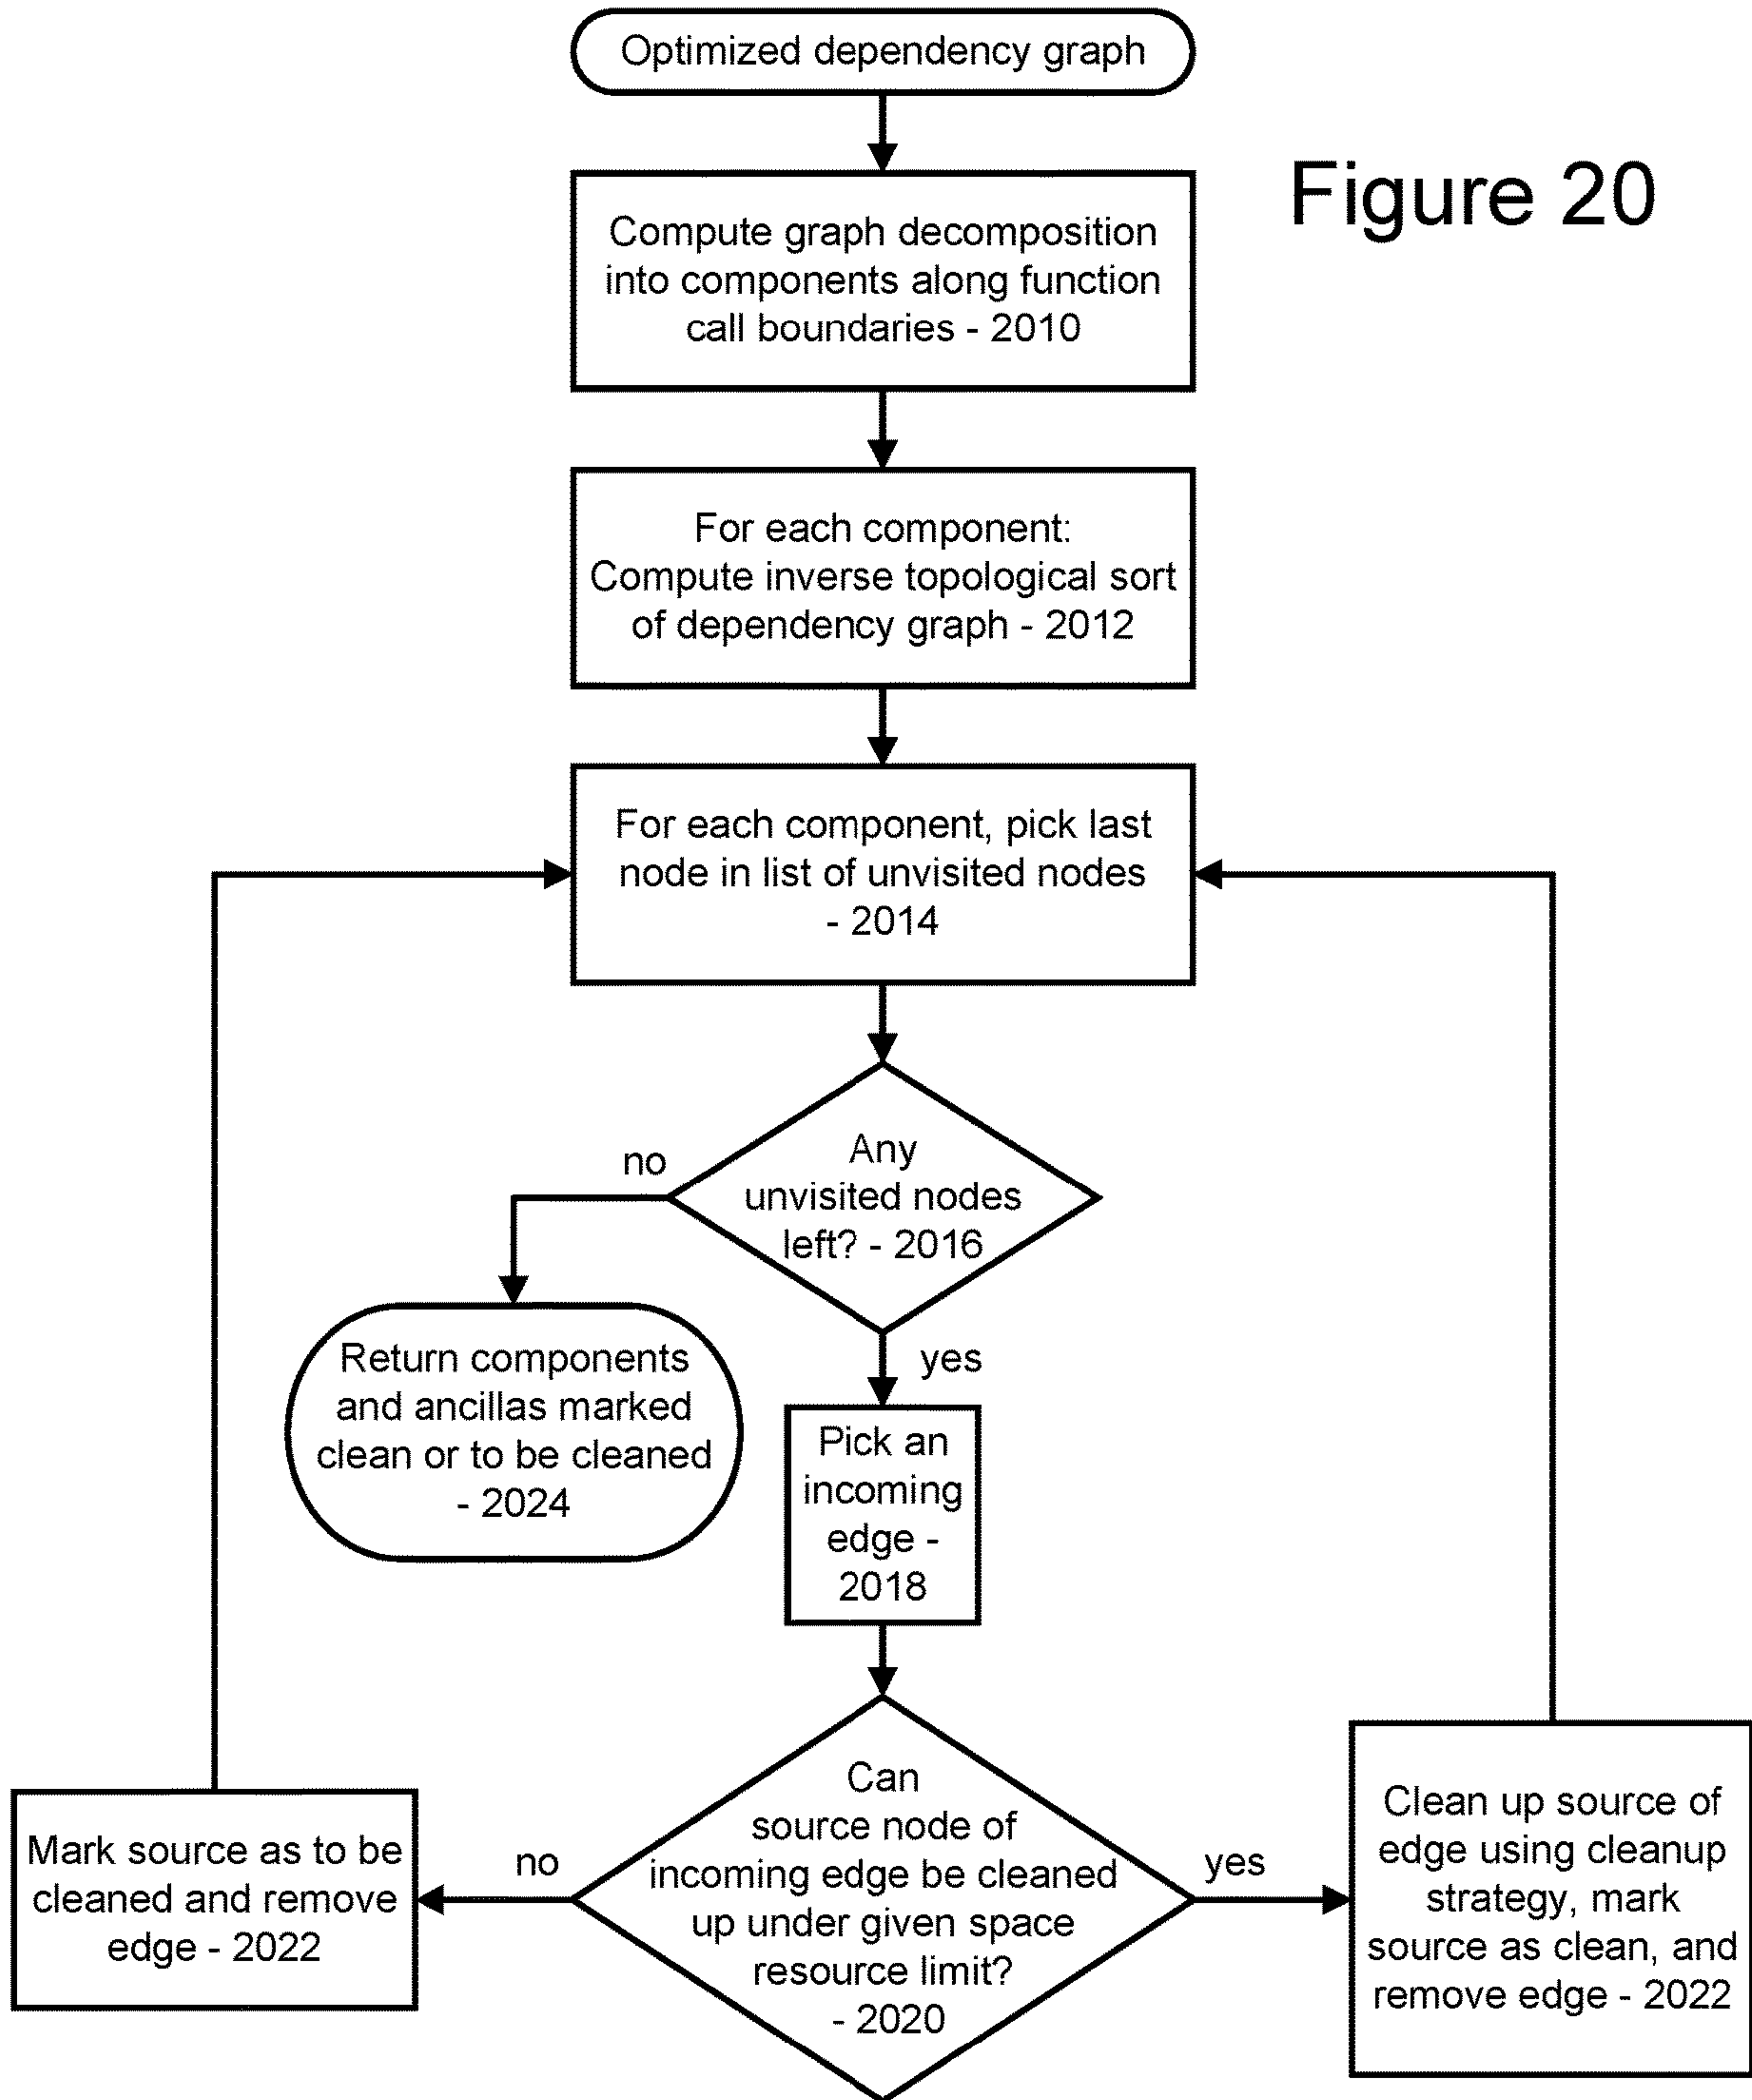 Optimized dependency graph
Figure 20
Compute graph decomposition
into components along function
call boundaries - 2010
For each component:
Compute inverse topological sort
of dependency graph - 2012
For each component, pick last
node in list of unvisited nodes
- 2014
Any
unvisited nodes
left? - 2016
no
yes
Return components
and ancillas marked
clean or to be cleaned
- 2024
Pick an
incoming
edge -
2018
Can
source node of
incoming edge be cleaned
up under given space
resource limit?
- 2020
no
yes
Mark source as to be
cleaned and remove
edge - 2022
Clean up source of
edge using cleanup
strategy, mark
source as clean, and
remove edge - 2022